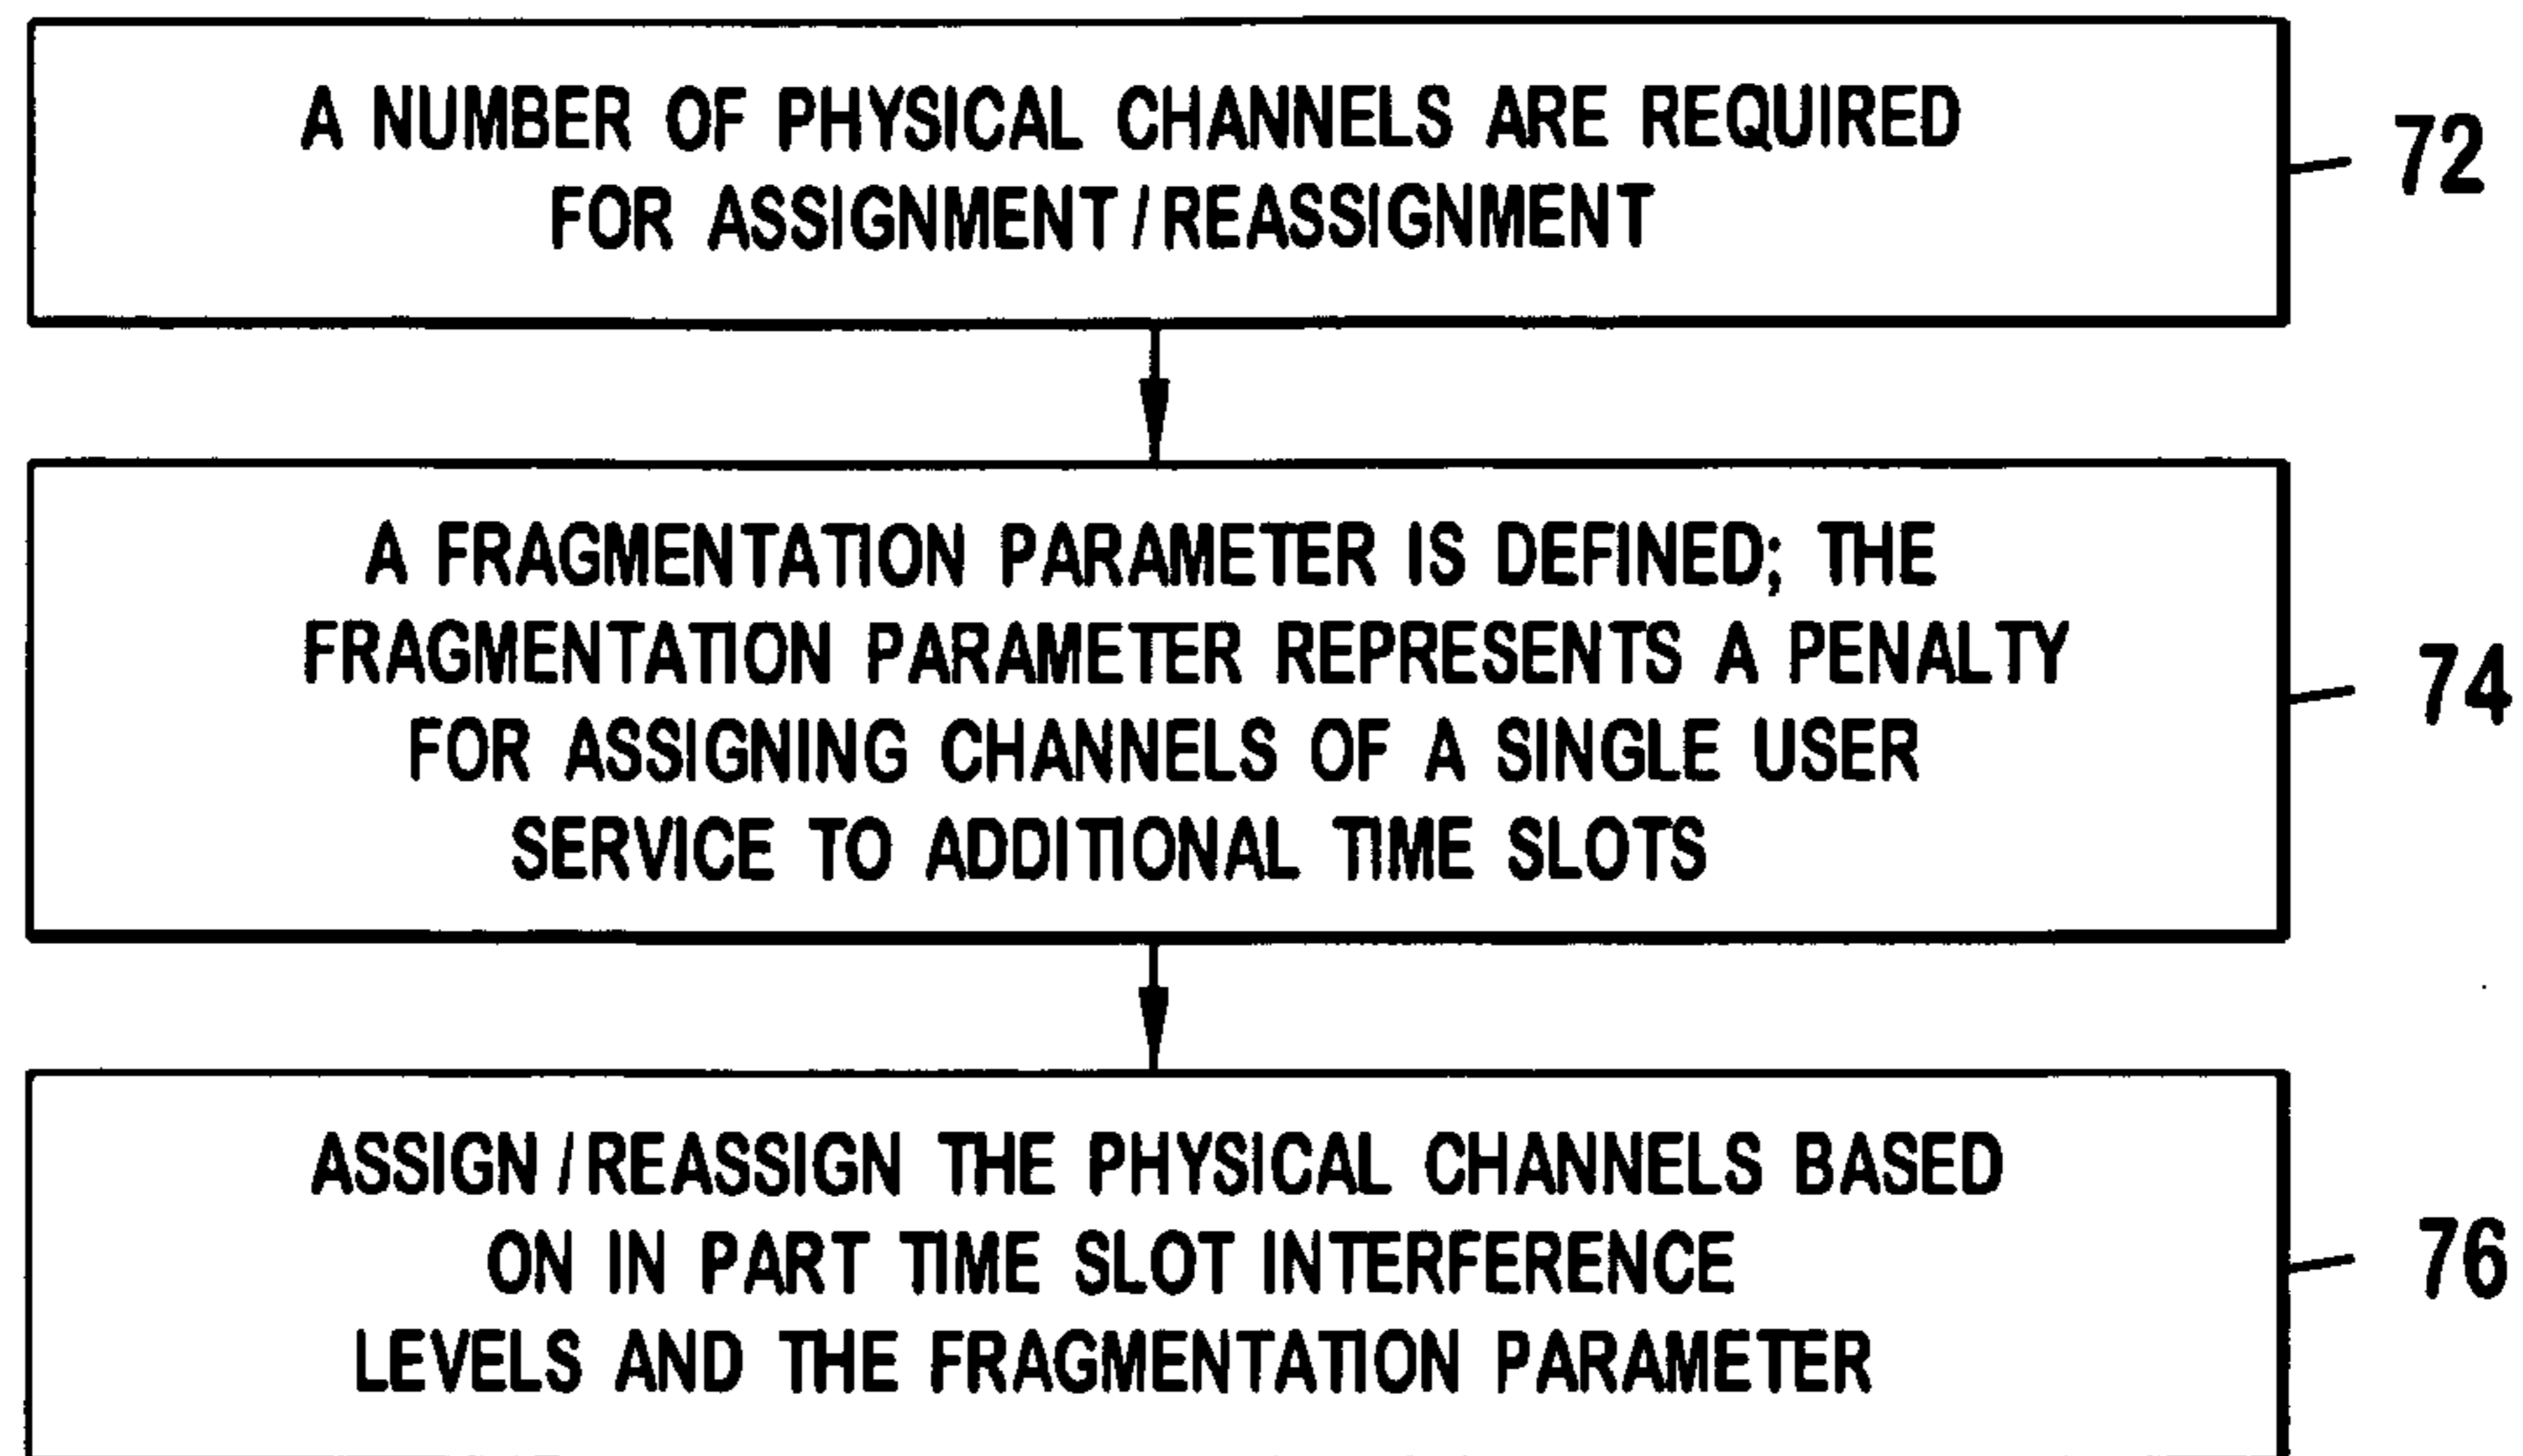 A NUMBER OF PHYSICAL CHANNELS ARE REQUIRED
FOR ASSIGNMENT/REASSIGNMENT
72
A FRAGMENTATION PARAMETER IS DEFINED; THE
FRAGMENTATION PARAMETER REPRESENTS A PENALTY
FOR ASSIGNING CHANNELS OF A SINGLE USER
SERVICE TO ADDITIONAL TIME SLOTS
74
ASSIGN/REASSIGN THE PHYSICAL CHANNELS BASED
ON IN PART TIME SLOT INTERFERENCE
LEVELS AND THE FRAGMENTATION PARAMETER
76